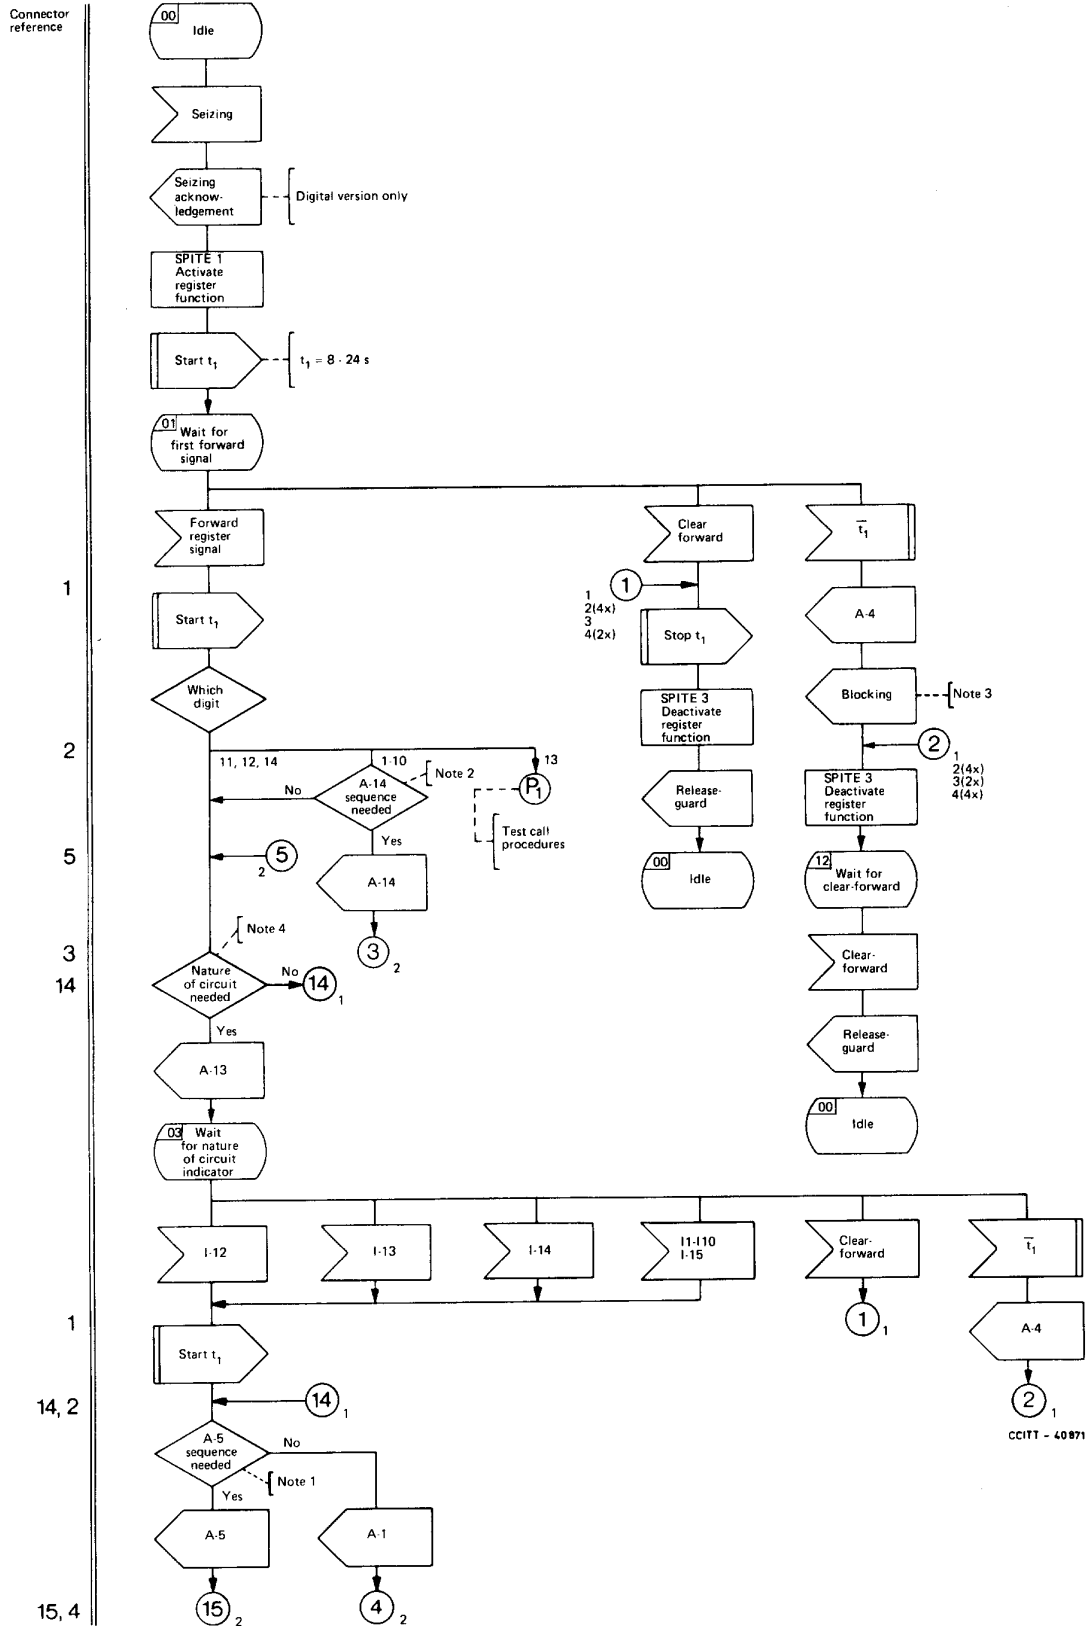 Connector
reference
00
Idle
Seizing
Seizing
acknow-
ledgement
Digital version only
SPITE 1
Activate
register
function
Start t1
t1 = 8 - 24 s
01
Wait for
first forward
signal
Forward
register
signal
Clear
forward
t1
1
1
1
2(4x)
3
4(2x)
Start t1
Stop t1
A-4
Which
digit
SPITE 3
Deactivate
register
function
Blocking
Note 3
2
11, 12, 14
1-10
13
2
1
2(4x)
3(2x)
4(4x)
No
A-14
sequence
needed
Note 2
P1
Test call
procedures
Release-
guard
SPITE 3
Deactivate
register
function
Yes
5
5
2
A-14
00
Idle
12
Wait for
clear-forward
3
Note 4
3
2
Clear-
forward
14
Nature
of circuit
needed
No
14
1
Yes
Release-
guard
A-13
00
Idle
03
Wait
for nature
of circuit
indicator
I-12
I-13
I-14
I1-I10
I-15
Clear-
forward
t1
1
Start t1
1
1
A-4
14, 2
14
1
2
1
CCITT - 40871
A-5
sequence
needed
No
Note 1
Yes
A-5
A-1
15, 4
15
2
4
2